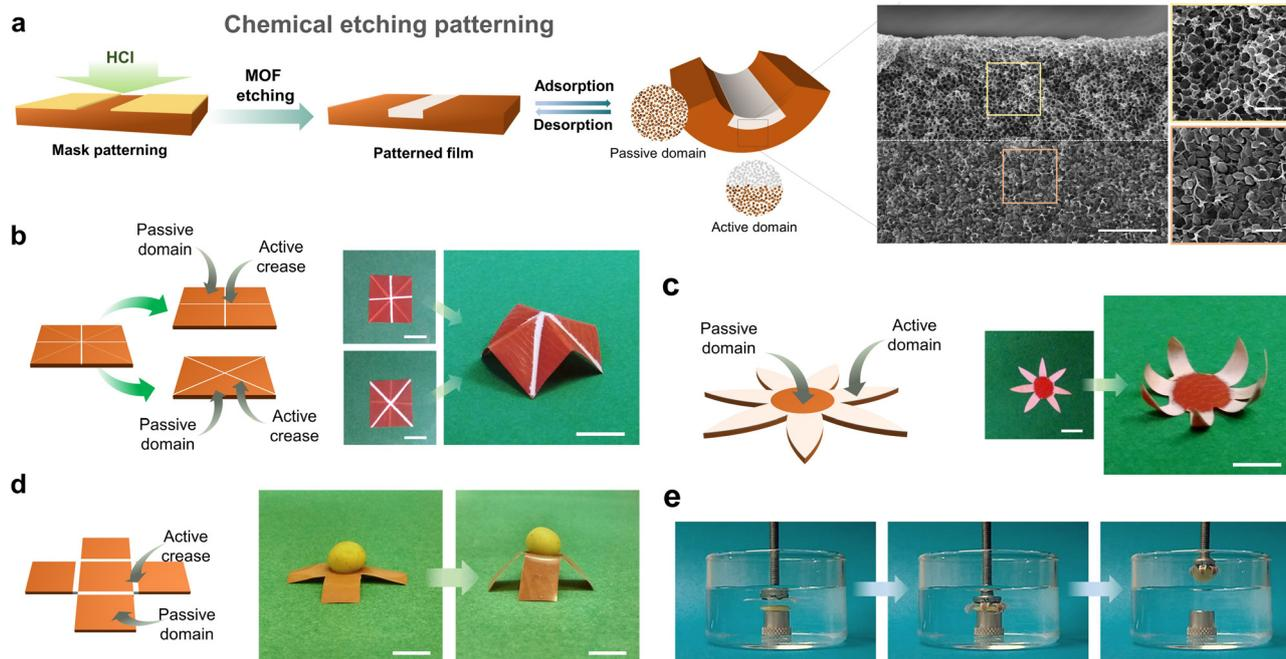 a
Chemical etching patterning
HCl
MOF
etching
Mask patterning
Patterned film
Adsorption
Desorption
Passive domain
Active domain
b
Passive
domain
Active
crease
Passive
domain
Active
crease
c
Passive
domain
Active
domain
d
Active
crease
Passive
domain
e